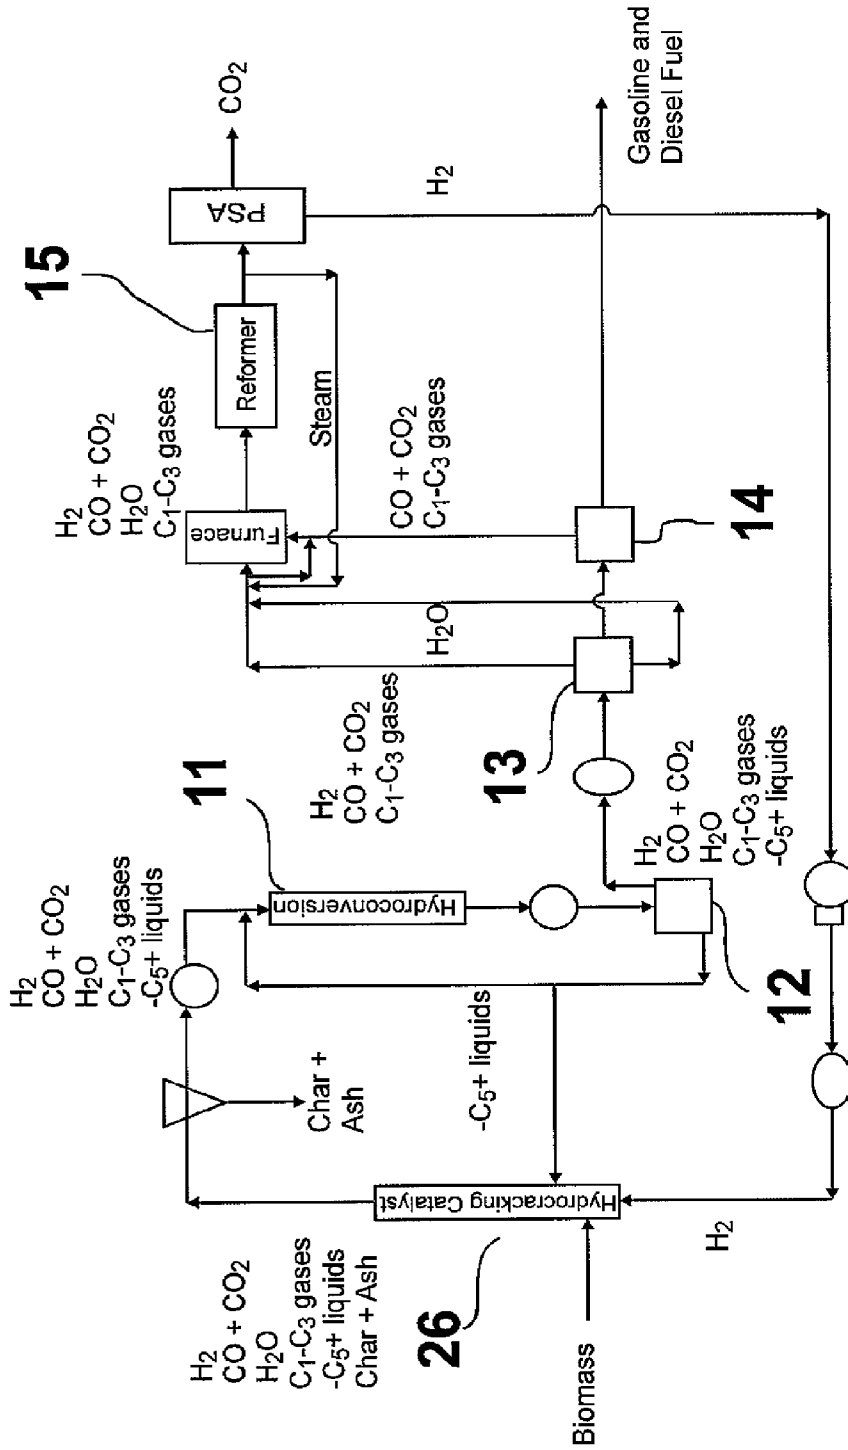 H2
CO + CO2
H2O
C1-C3 gases
-C5+ liquids
Char + Ash
26
Biomass
Hydrocracking Catalyst
H2
Char +
Ash
-C5+ liquids
H2
CO + CO2
H2O
C1-C3 gases
-C5+ liquids
11
Hydroconversion
12
H2
CO + CO2
H2O
C1-C3 gases
-C5+ liquids
13
H2
CO + CO2
C1-C3 gases
H2O
14
CO + CO2
C1-C3 gases
H2
CO + CO2
H2O
C1-C3 gases
Furnace
Steam
15
Reformer
PSA
CO2
H2
Gasoline and
Diesel Fuel